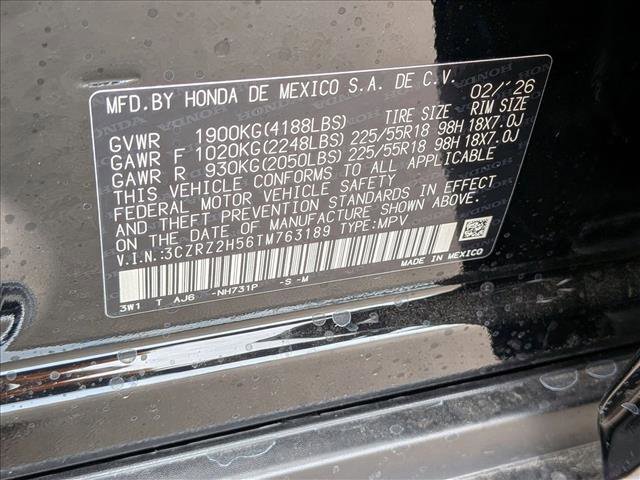 MFD.BY HONDA DE MEXICO S.A. DE C.V. 02/'26
TIRE SIZE RIM SIZE
GVWR 1900KG(4188LBS)
GAWR F 1020KG(2248LBS) 225/55R18 98H 18X7.0J
GAWR R 930KG(2050LBS) 225/55R18 98H 18X7.0J
THIS VEHICLE CONFORMS TO ALL APPLICABLE
FEDERAL MOTOR VEHICLE SAFETY
AND THEFT PREVENTION STANDARDS IN EFFECT
ON THE DATE OF MANUFACTURE SHOWN ABOVE.
V.I.N.:3CZRZ2H56TM763189 TYPE:MPV
MADE IN MEXICO
3W1 T AJ6 -NH731P -S -M